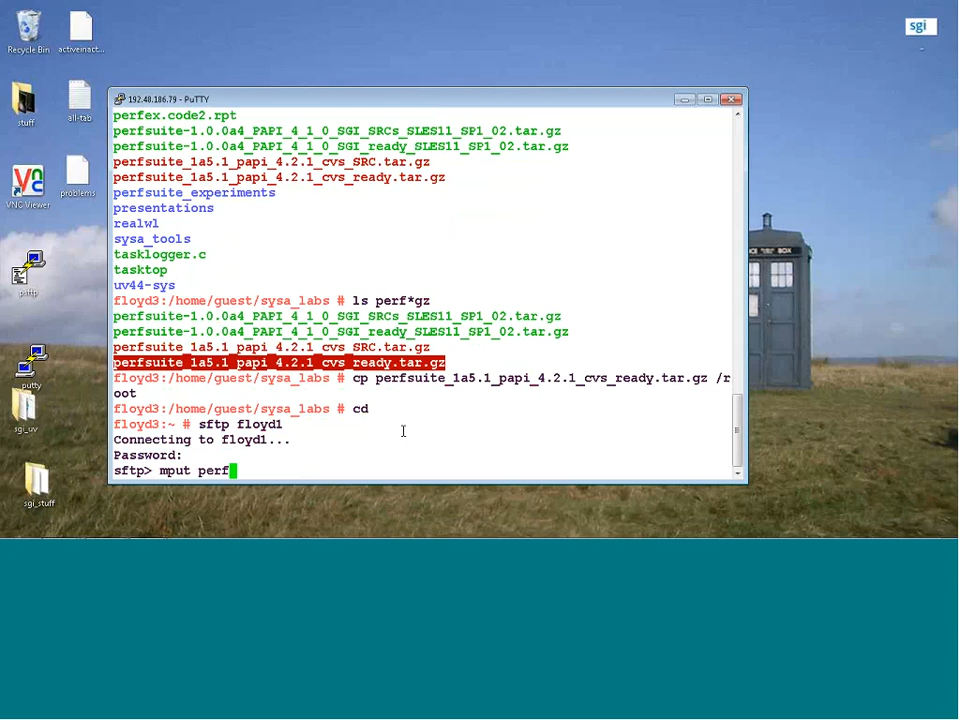 Recycle Bin
activeinact...
stuff
all-tab
VNC Viewer
problems
psftp
putty
sgi_uv
sgi_stuff
sgi
192.48.186.79 - PuTTY
perfex.code2.rpt
perfsuite-1.0.0a4_PAPI_4_1_0_SGI_SRCs_SLES11_SP1_02.tar.gz
perfsuite-1.0.0a4_PAPI_4_1_0_SGI_ready_SLES11_SP1_02.tar.gz
perfsuite_1a5.1_papi_4.2.1_cvs_SRC.tar.gz
perfsuite_1a5.1_papi_4.2.1_cvs_ready.tar.gz
perfsuite_experiments
presentations
realwl
sysa_tools
tasklogger.c
tasktop
uv44-sys
floyd3:/home/guest/sysa_labs # ls perf*gz
perfsuite-1.0.0a4_PAPI_4_1_0_SGI_SRCs_SLES11_SP1_02.tar.gz
perfsuite-1.0.0a4_PAPI_4_1_0_SGI_ready_SLES11_SP1_02.tar.gz
perfsuite_1a5.1_papi_4.2.1_cvs_SRC.tar.gz
perfsuite_1a5.1_papi_4.2.1_cvs_ready.tar.gz
floyd3:/home/guest/sysa_labs # cp perfsuite_1a5.1_papi_4.2.1_cvs_ready.tar.gz /r
oot
floyd3:/home/guest/sysa_labs # cd
floyd3:~ # sftp floyd1
Connecting to floyd1...
Password:
sftp> mput perf